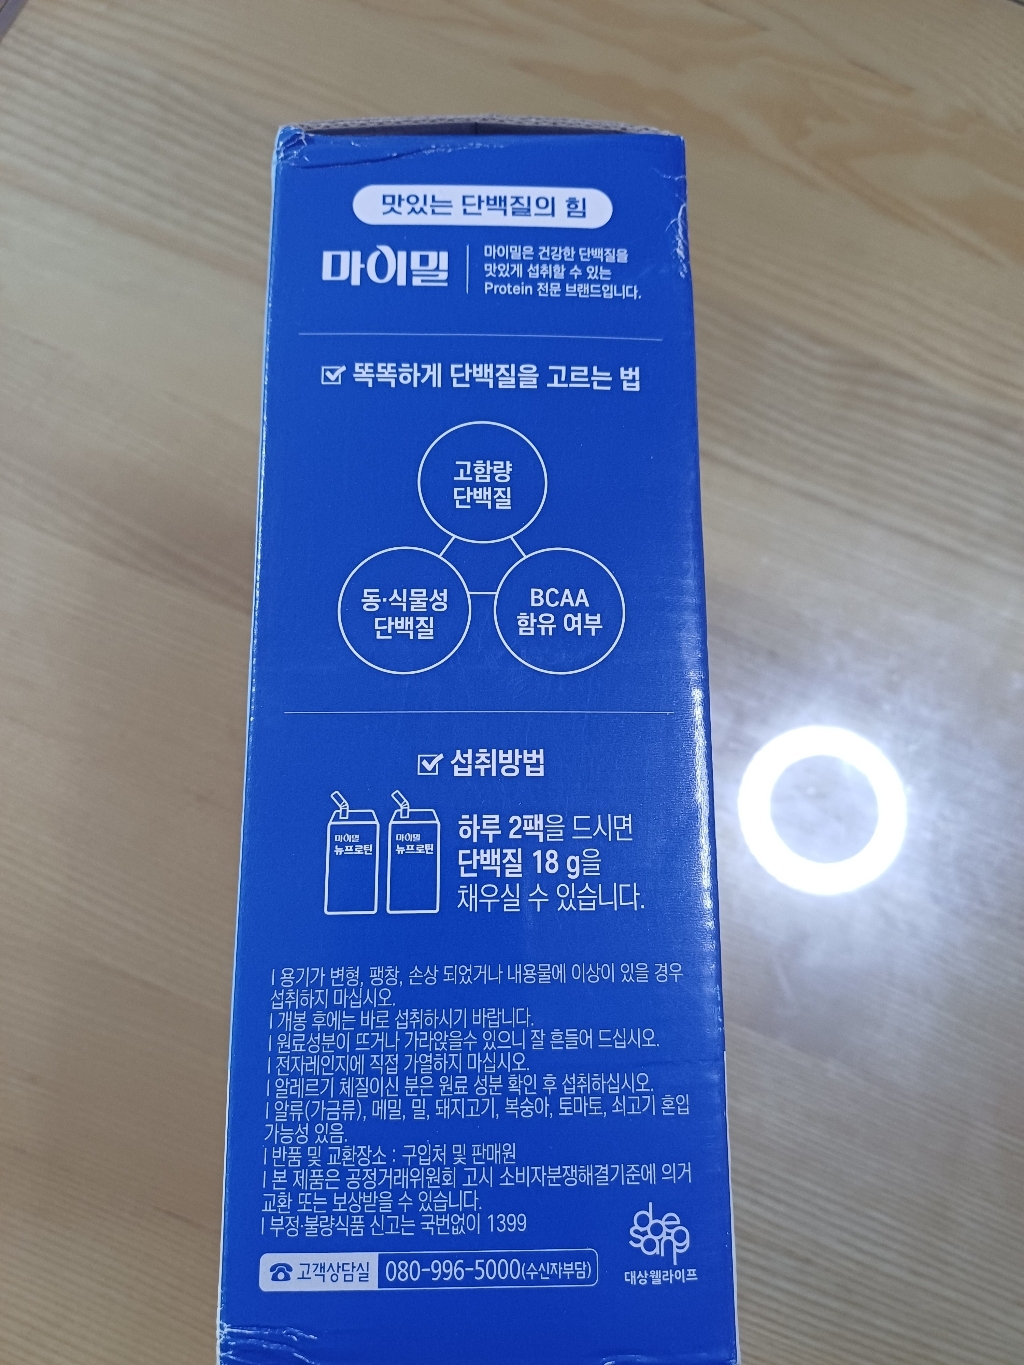 맛있는 단백질의 힘
마이밀
마이밀은 건강한 단백질을
맛있게 섭취할 수 있는
Protein 전문 브랜드입니다.
똑똑하게 단백질을 고르는 법
고함량
단백질
동·식물성
단백질
BCAA
함유 여부
섭취방법
마이밀
뉴프로틴
마이밀
뉴프로틴
하루 2팩을 드시면
단백질 18 g을
채우실 수 있습니다.
| 용기가 변형, 팽창, 손상 되었거나 내용물에 이상이 있을 경우
섭취하지 마십시오.
| 개봉 후에는 바로 섭취하시기 바랍니다.
| 원료성분이 뜨거나 가라앉을수 있으니 잘 흔들어 드십시오.
| 전자레인지에 직접 가열하지 마십시오.
| 알레르기 체질이신 분은 원료 성분 확인 후 섭취하십시오.
| 알류(가금류), 메밀, 밀, 돼지고기, 복숭아, 토마토, 쇠고기 혼입
가능성 있음.
| 반품 및 교환장소 : 구입처 및 판매원
| 본 제품은 공정거래위원회 고시 소비자분쟁해결기준에 의거
교환 또는 보상받을 수 있습니다.
| 부정·불량식품 신고는 국번없이 1399
고객상담실 080-996-5000(수신자부담)
daesang
대상웰라이프